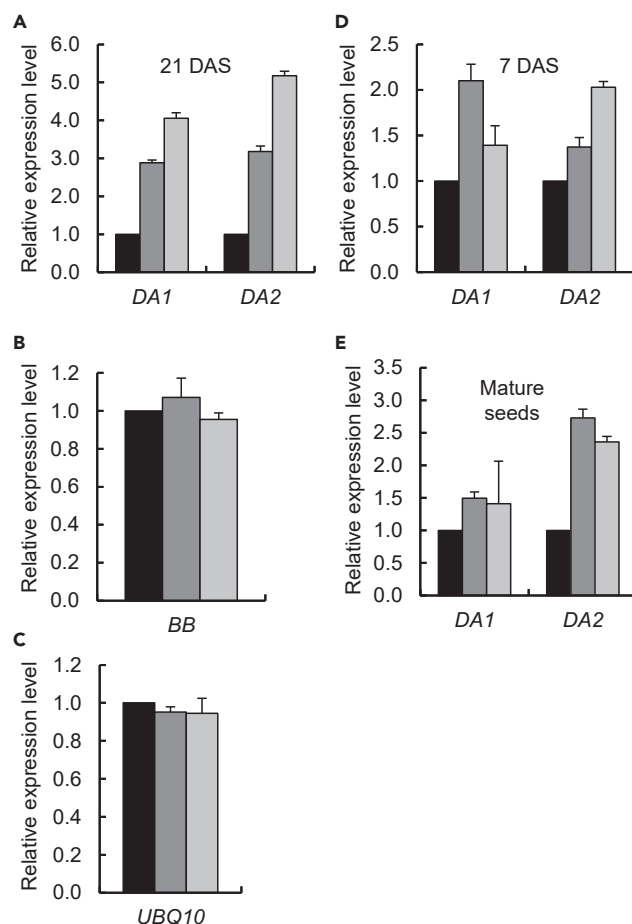 A
Relative expression level
6.0
5.0
4.0
3.0
2.0
1.0
0.0
21 DAS
DA1
DA2
B
Relative expression level
1.2
1.0
0.8
0.6
0.4
0.2
0.0
BB
C
Relative expression level
1.2
1.0
0.8
0.6
0.4
1.2
0.0
UBQ10
D
Relative expression level
2.5
2.0
1.5
1.0
0.5
0.0
7 DAS
DA1
DA2
E
Relative expression level
3.5
3.0
2.5
2.0
1.5
1.0
0.5
0.0
Mature
seeds
DA1
DA2